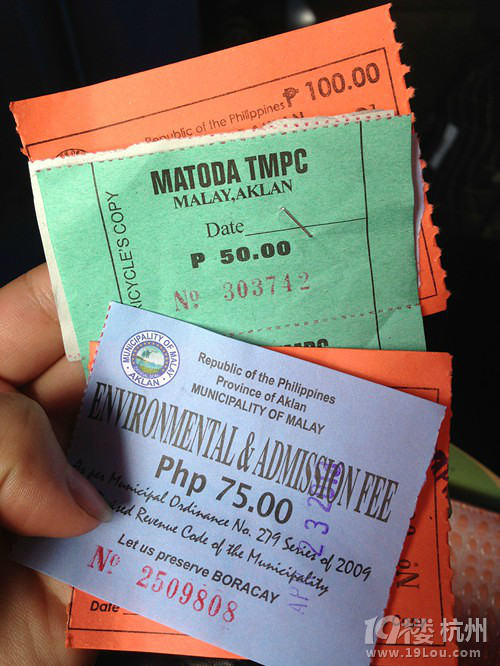 ₱ 100.00
Republic of the Philippines
MATODA TMPC
MALAY, AKLAN
Date
P 50.00
No 303742
RICYCLE'S COPY
MUNICIPALITY OF MALAY
AKLAN
Republic of the Philippines
Province of Aklan
MUNICIPALITY OF MALAY
ENVIRONMENTAL & ADMISSION FEE
Php 75.00
As per Municipal Ordinance No. 279 Series of 2009
Revised Revenue Code of the Municipality
Let us preserve BORACAY
No 2509808
Date
No
19楼 杭州
www.19Lou.com